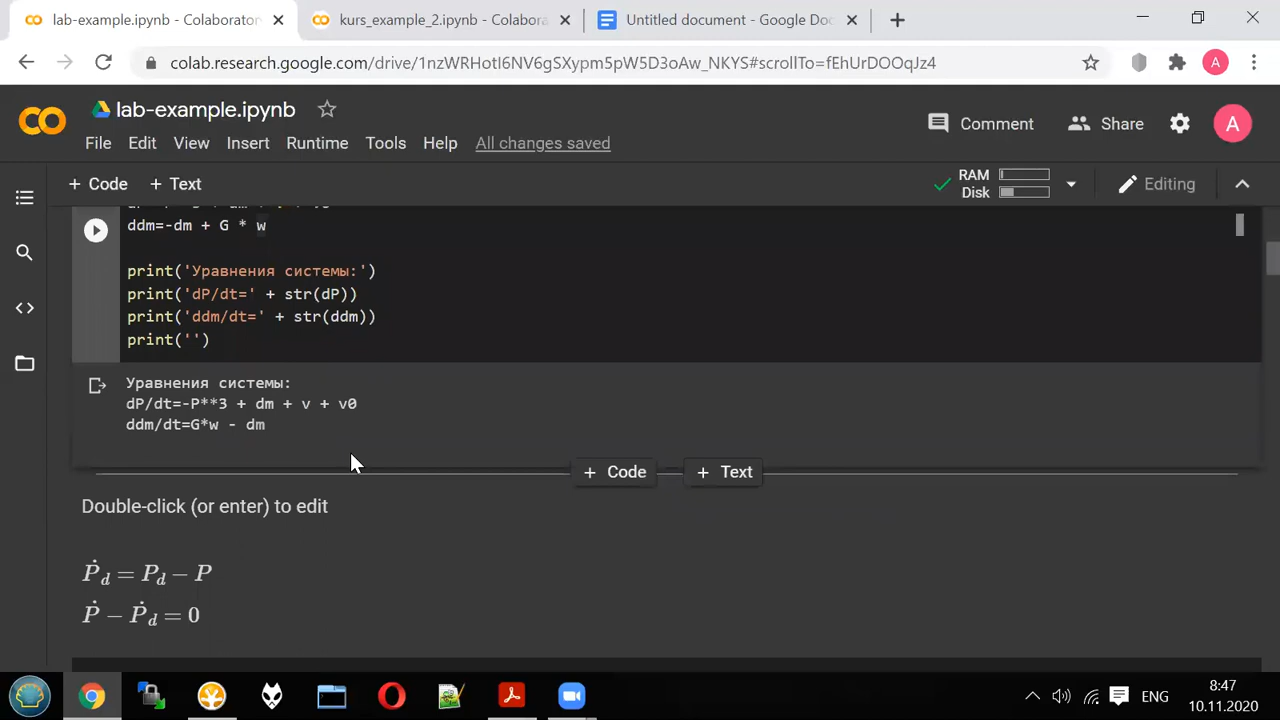 lab-example.ipynb - Colaborator
kurs_example_2.ipynb - Colabora
Untitled document - Google Doc
colab.research.google.com/drive/1nzWRHotI6NV6gSXypm5pW5D3oAw_NKYS#scrollTo=fEhUrDOOqJz4
A
lab-example.ipynb
Comment
Share
A
File Edit View Insert Runtime Tools Help All changes saved
+ Code + Text
RAM
Disk
Editing
ddm=-dm + G * w
print('Уравнения системы:')
print('dP/dt=' + str(dP))
print('ddm/dt=' + str(ddm))
print('')
Уравнения системы:
dP/dt=-P**3 + dm + v + v0
ddm/dt=G*w - dm
+ Code + Text
Double-click (or enter) to edit
Ṗ_d = P_d − P
Ṗ − Ṗ_d = 0
ENG
8:47
10.11.2020